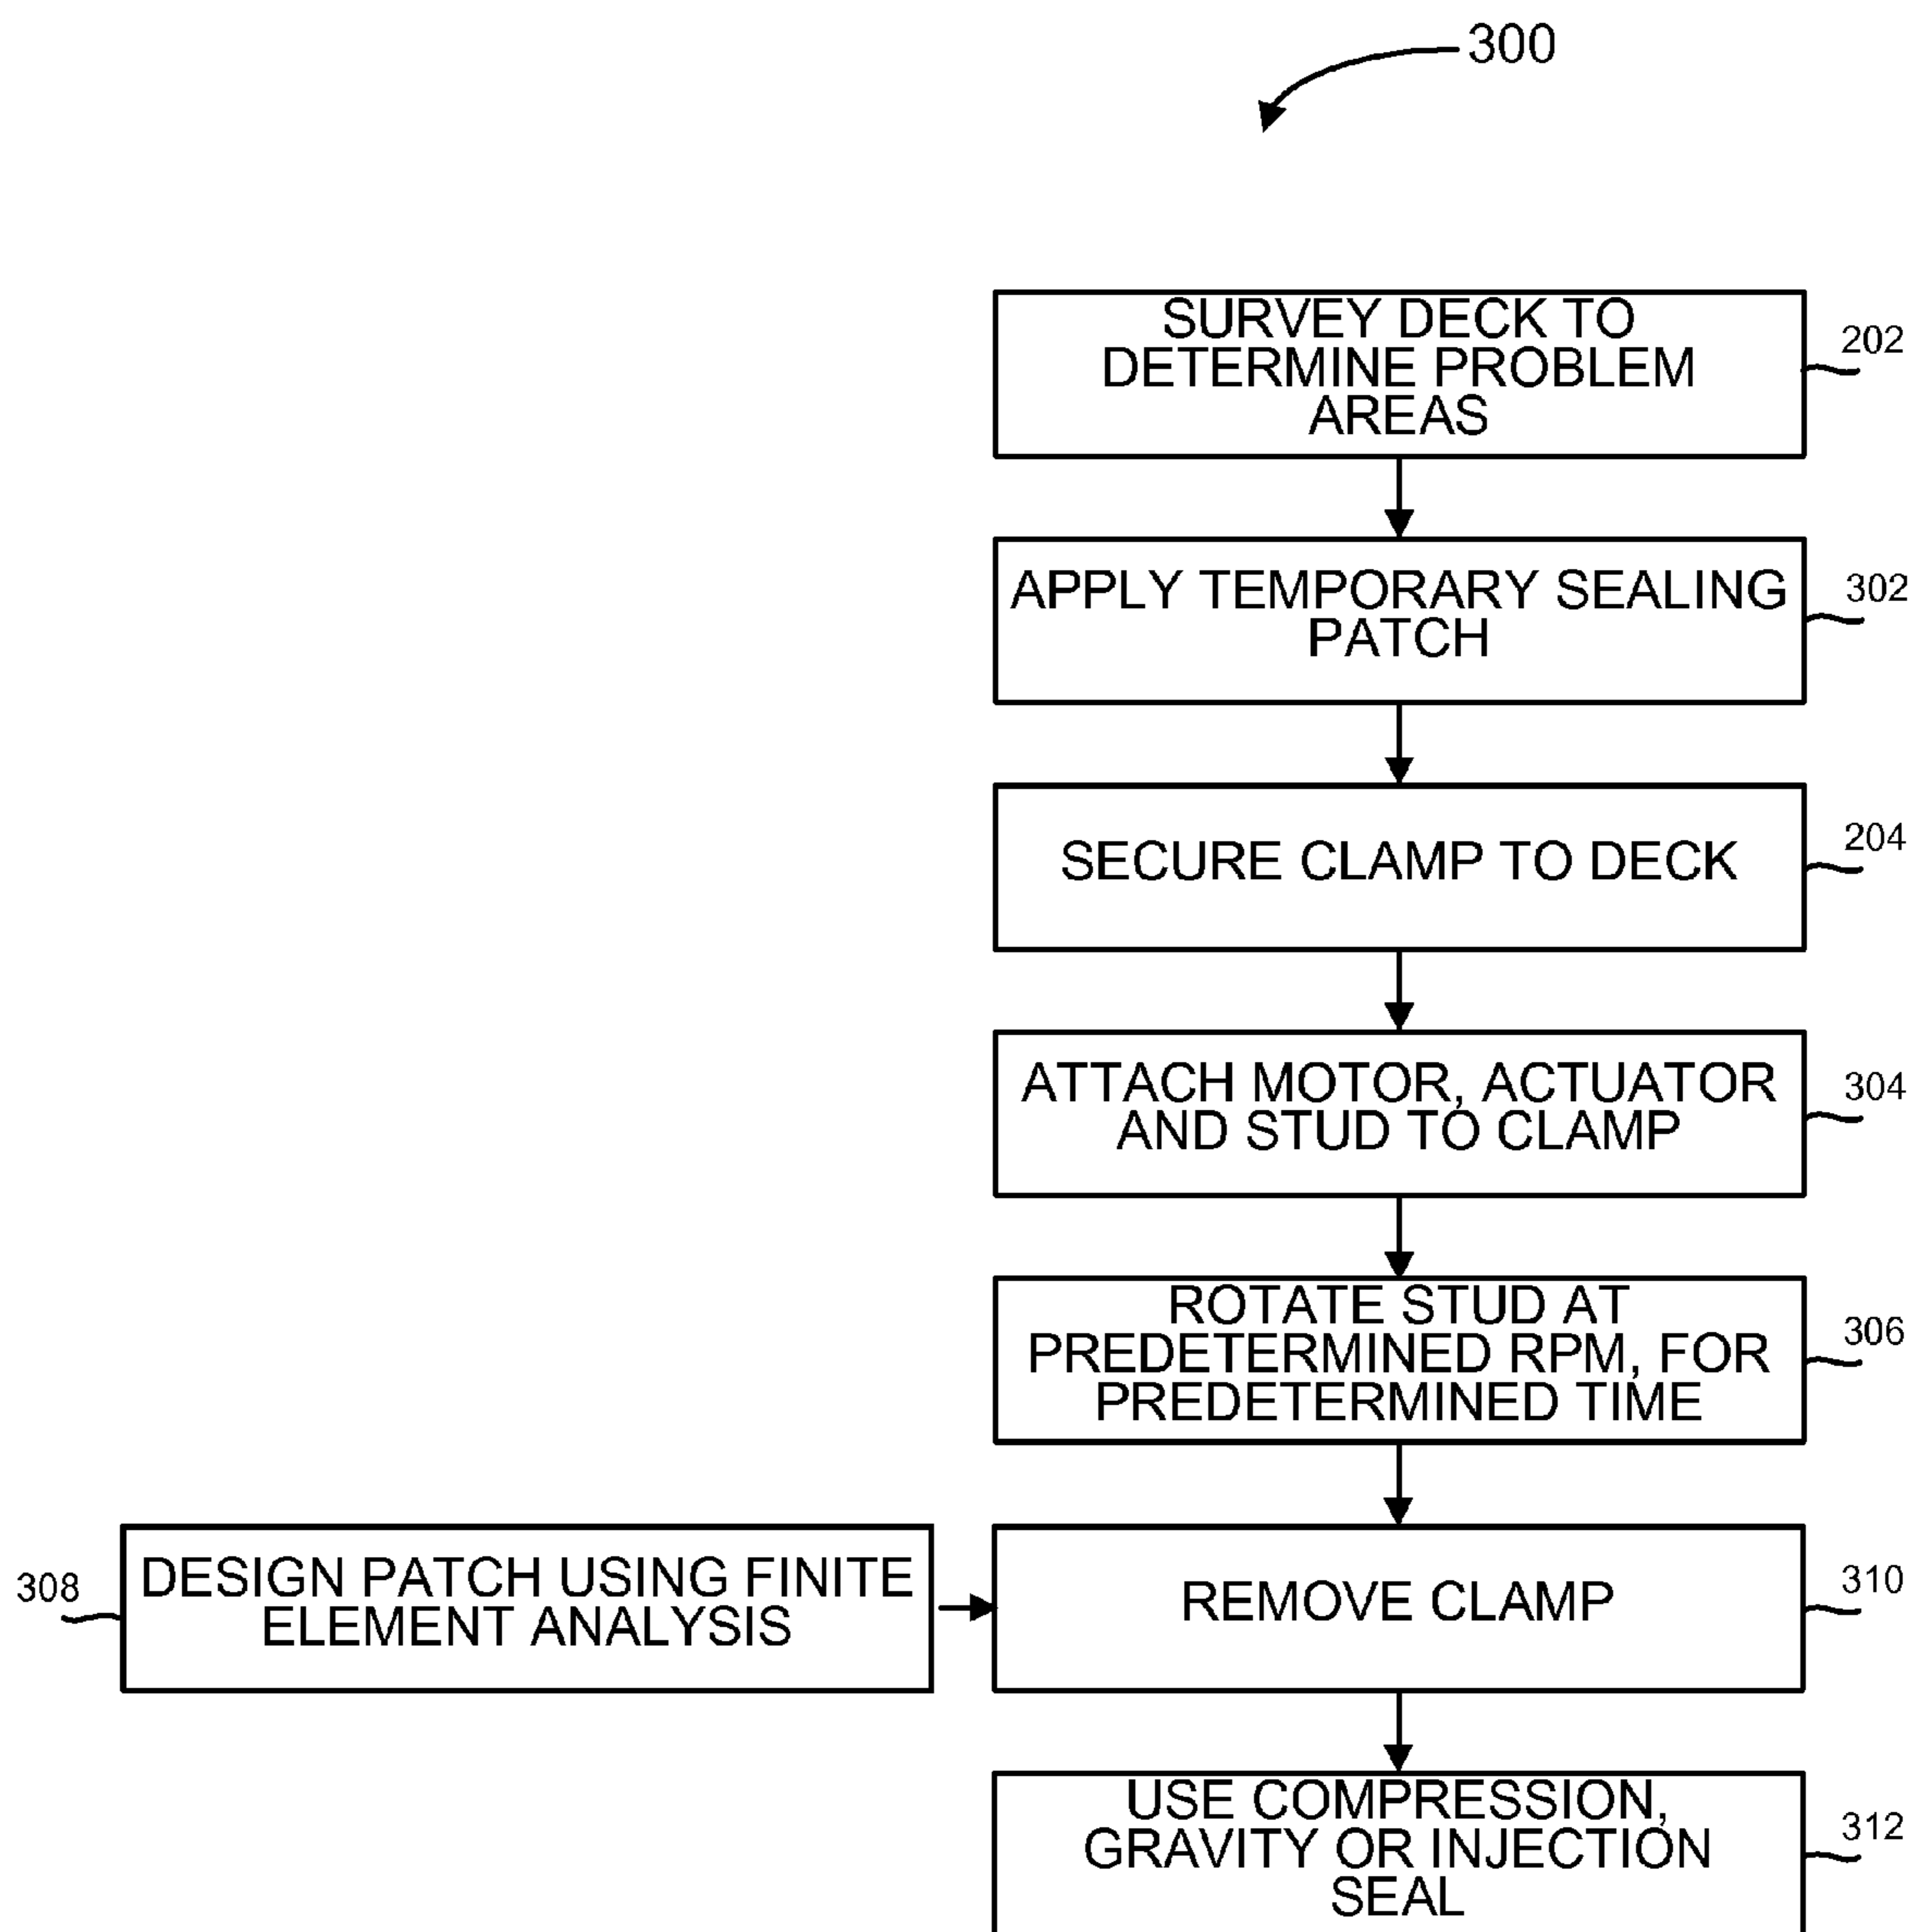 300
SURVEY DECK TO
DETERMINE PROBLEM
AREAS
202
APPLY TEMPORARY SEALING
PATCH
302
SECURE CLAMP TO DECK
204
ATTACH MOTOR, ACTUATOR
AND STUD TO CLAMP
304
ROTATE STUD AT
PREDETERMINED RPM, FOR
PREDETERMINED TIME
306
308
DESIGN PATCH USING FINITE
ELEMENT ANALYSIS
REMOVE CLAMP
310
USE COMPRESSION,
GRAVITY OR INJECTION
SEAL
312